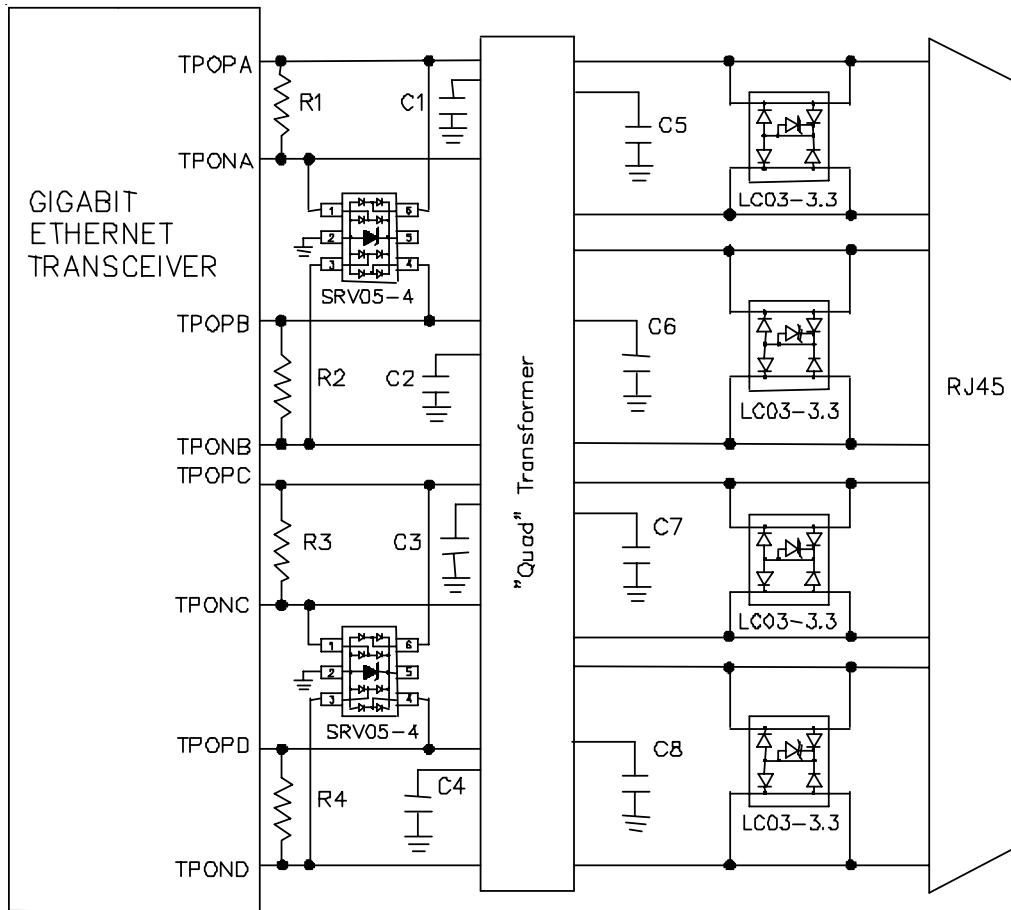 TPOPA
R1
C1
C5
TPONA
LC03-3.3
GIGABIT
ETHERNET
TRANSCEIVER
1
6
2
5
3
4
SRV05-4
TPOPB
C6
R2
C2
LC03-3.3
RJ45
TPONB
TPOPC
"Quad" Transformer
R3
C3
C7
TPONC
LC03-3.3
1
6
2
5
3
4
SRV05-4
TPOPD
C8
R4
C4
LC03-3.3
TPOND